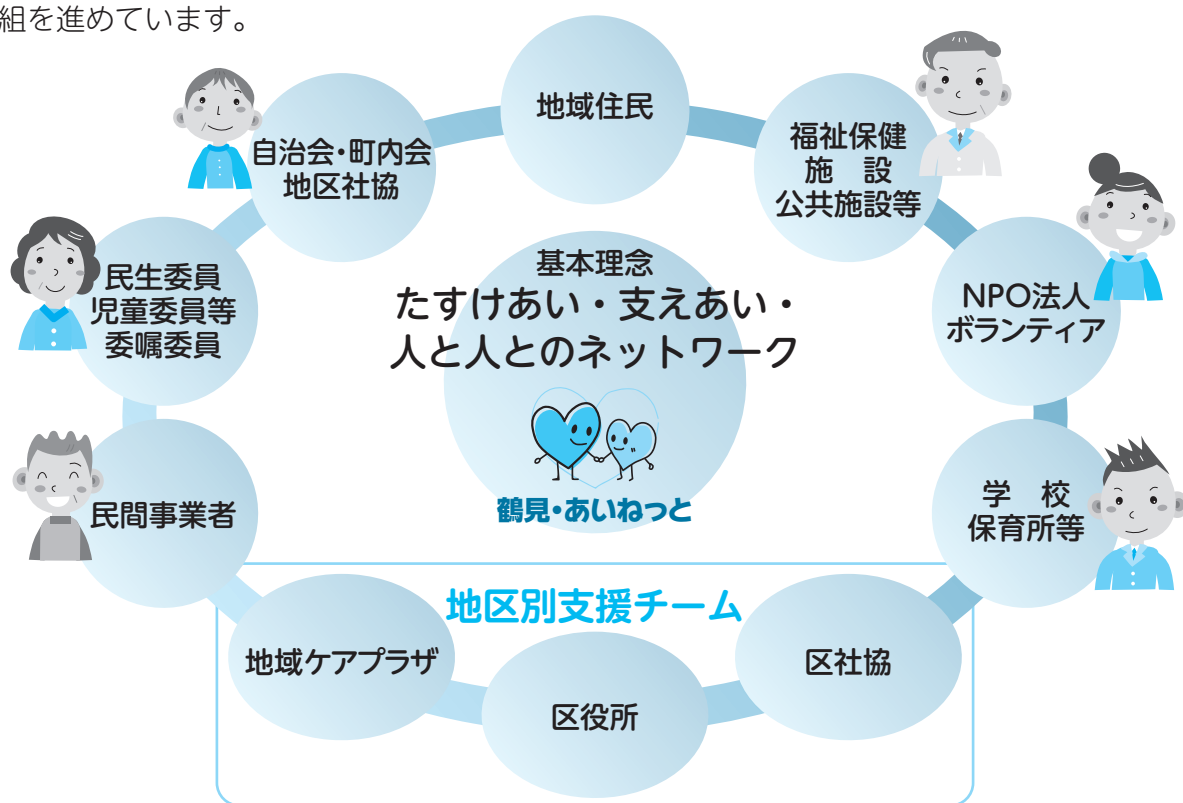 組を進めています。
地域住民
自治会・町内会
地区社協
福祉保健
施　設
公共施設等
民生委員
児童委員等
委嘱委員
基本理念
たすけあい・支えあい・
人と人とのネットワーク
鶴見・あいねっと
NPO法人
ボランティア
民間事業者
学　校
保育所等
地区別支援チーム
地域ケアプラザ
区役所
区社協